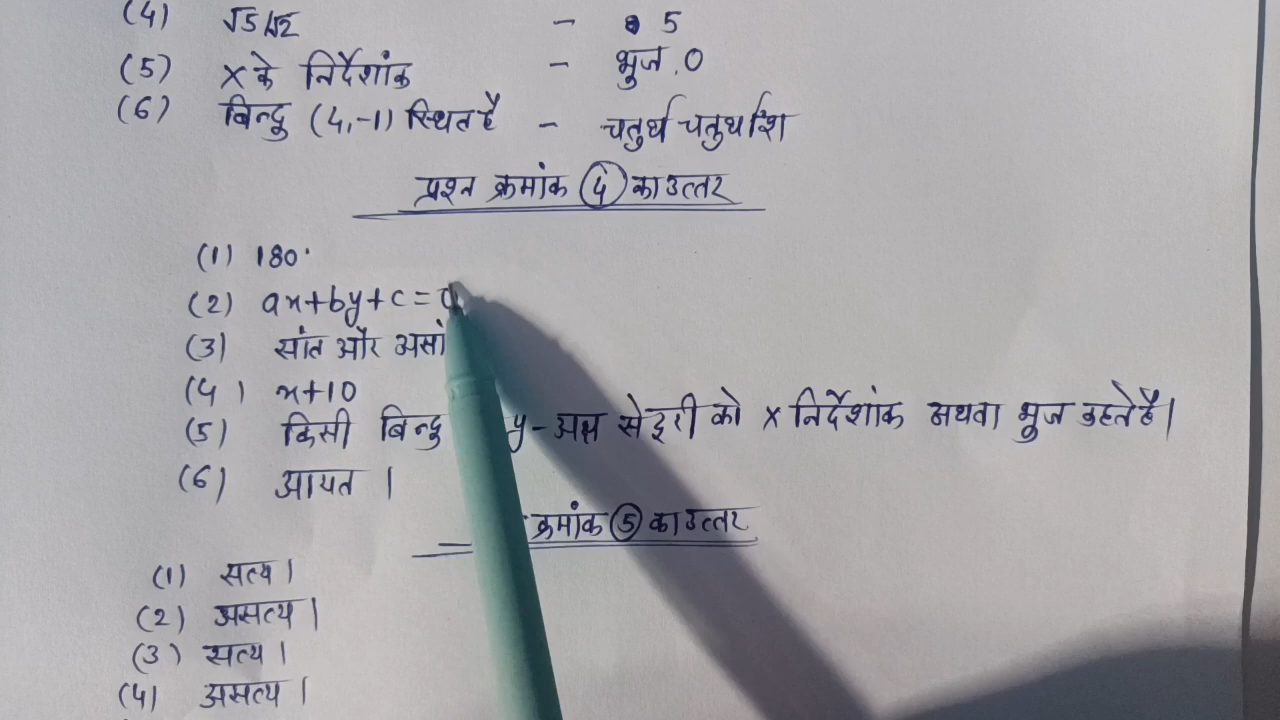 (4) √5/√2 - 5
(5) x के निर्देशांक - भुज, 0
(6) बिन्दु (4,-1) स्थित है - चतुर्थ चतुर्थांश
प्रश्न क्रमांक (4) का उत्तर
(1) 180°
(2) ax+by+c=0
(3) सांत और
(4) x+10
(5) किसी बिन्दु y-अक्ष से दूरी को x निर्देशांक अथवा भुज कहते है।
(6) आयत ।
क्रमांक (5) का उत्तर
(1) सत्य ।
(2) असत्य ।
(3) सत्य ।
(4) असत्य ।